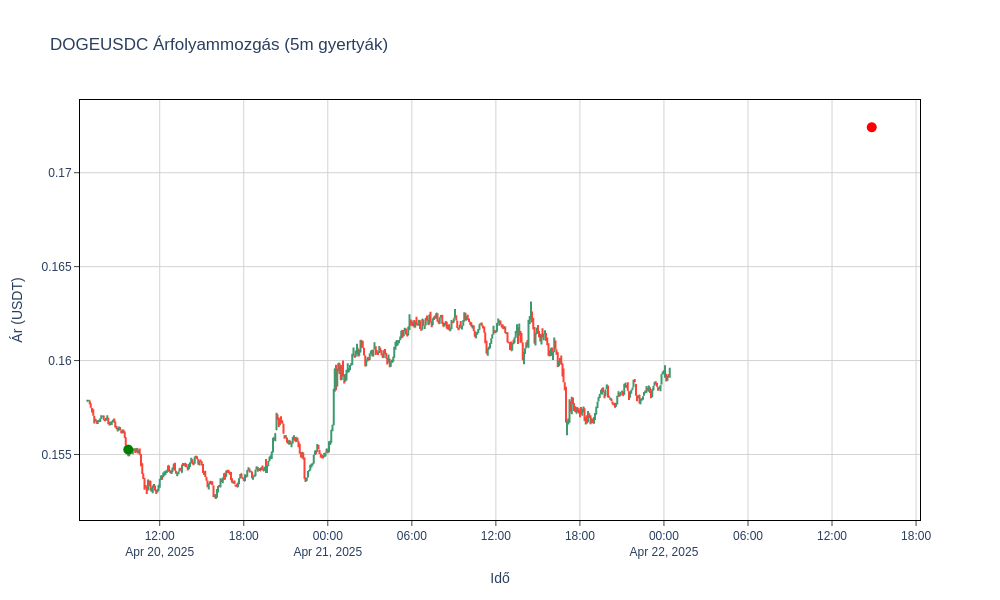 DOGEUSDC Árfolyammozgás (5m gyertyák)
Ár (USDT)
0.17
0.165
0.16
0.155
12:00
Apr 20, 2025
18:00
00:00
Apr 21, 2025
06:00
12:00
18:00
00:00
Apr 22, 2025
06:00
12:00
18:00
Idő